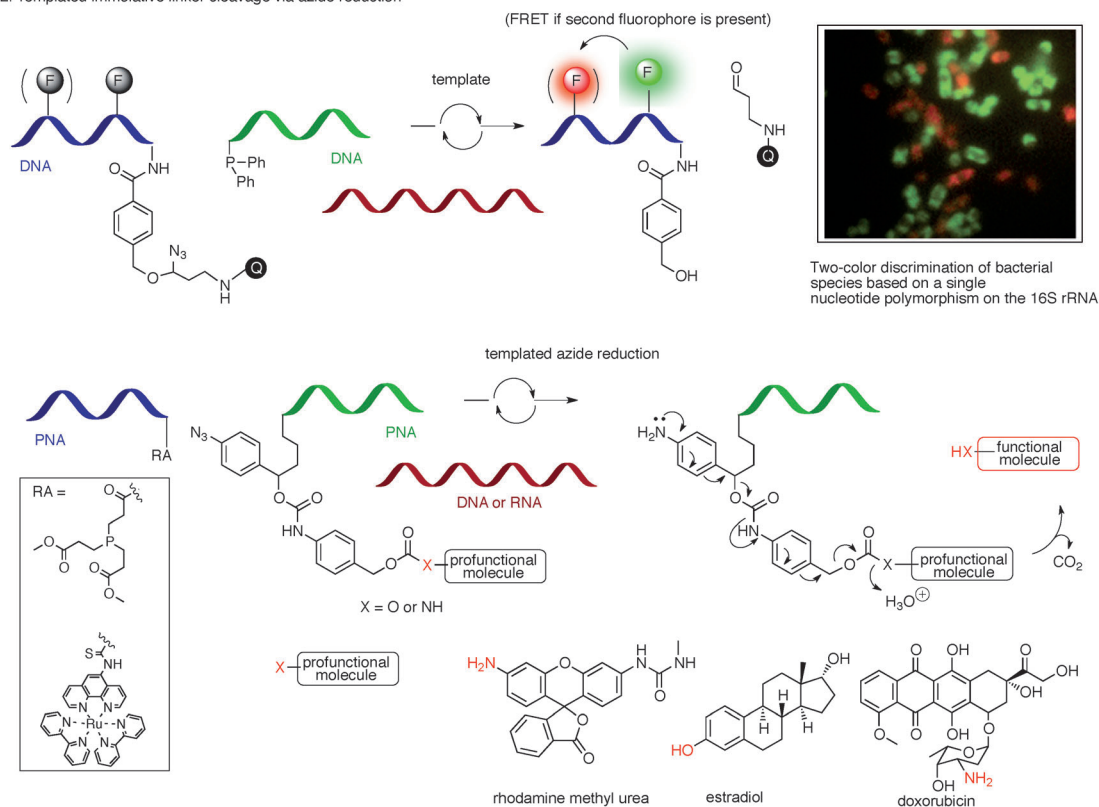 2. Templated immolative linker cleavage via azide reduction
(FRET if second fluorophore is present)
F
F
template
F
F
O
NH
Q
DNA
P
Ph
Ph
DNA
O
NH
O
NH
N3
O
N
H
Q
OH
Two-color discrimination of bacterial
species based on a single
nucleotide polymorphism on the 16S rRNA
templated azide reduction
PNA
RA
N3
PNA
DNA or RNA
O
O
HN
O
O
X
profunctional
molecule
X = O or NH
H2N
O
O
HN
O
O
X
profunctional
molecule
H3O+
HX
functional
molecule
CO2
RA =
O
O
O
P
O
O
S
NH
N
N
N
Ru
N
N
N
X
profunctional
molecule
H2N
O
H
N
H
N
O
O
O
rhodamine methyl urea
OH
H
H
H
HO
estradiol
O
OH
O
OH
OH
O
O
OH
O
O
OH
NH2
doxorubicin